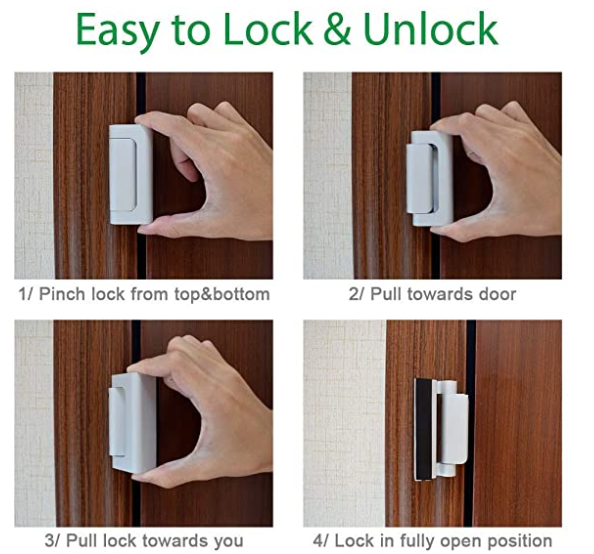 Easy to Lock & Unlock
1/ Pinch lock from top&bottom
2/ Pull towards door
3/ Pull lock towards you
4/ Lock in fully open position